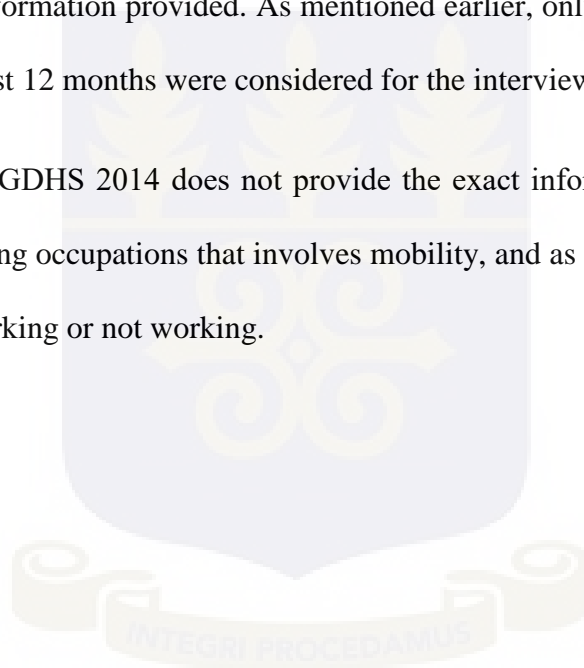 formation provided. As mentioned earlier, onl
st 12 months were considered for the interview
GDHS 2014 does not provide the exact infor
ng occupations that involves mobility, and as
rking or not working.
INTEGRI PROCEDAMUS